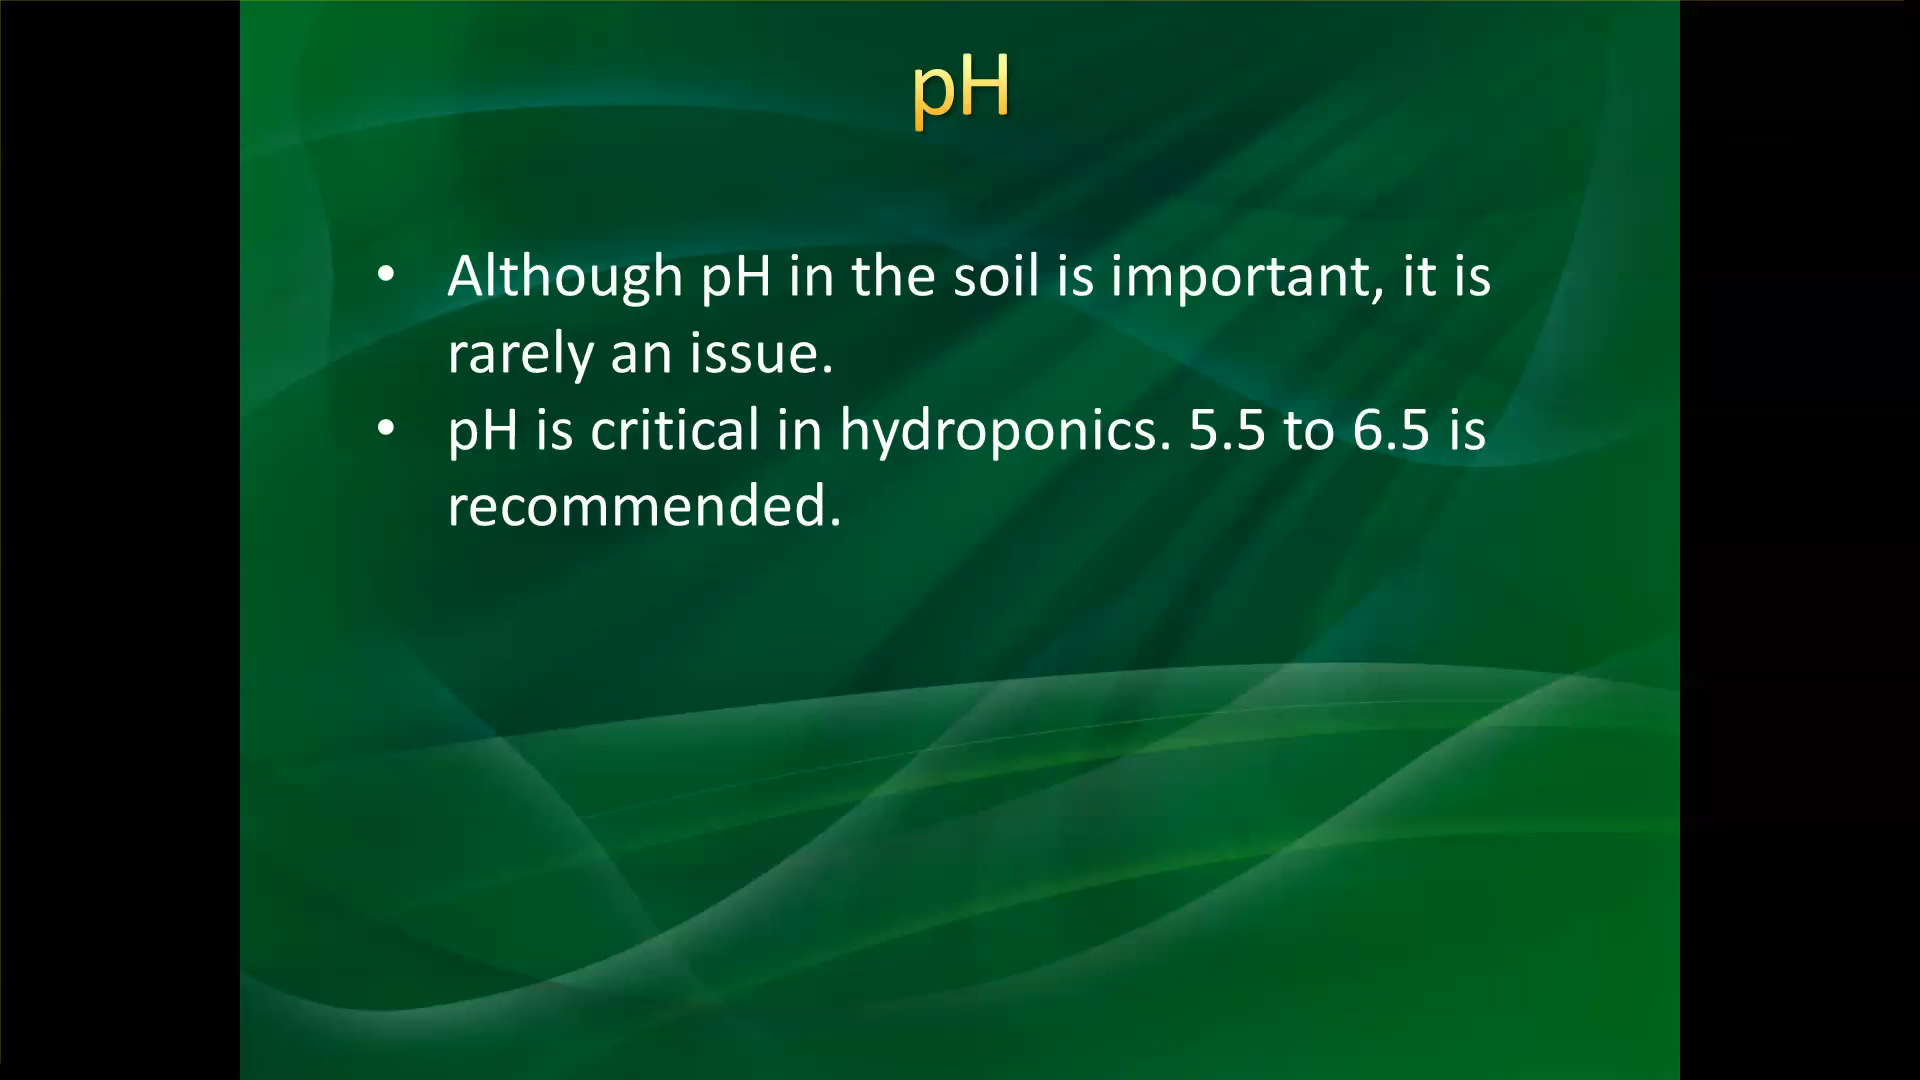 pH
• Although pH in the soil is important, it is
rarely an issue.
• pH is critical in hydroponics. 5.5 to 6.5 is
recommended.